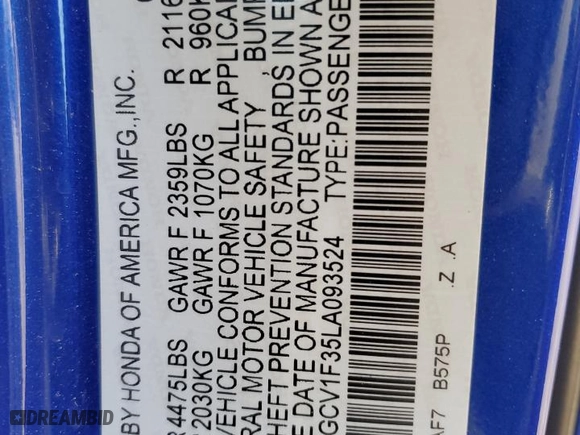 BY HONDA OF AMERICA MFG.,INC.
4475LBS GAWR F 2359LBS R 2116
2030KG GAWR F 1070KG R 960K
VEHICLE CONFORMS TO ALL APPLICA
RAL MOTOR VEHICLE SAFETY, BUMP
HEFT PREVENTION STANDARDS IN E
E DATE OF MANUFACTURE SHOWN A
GCV1F35LA093524 TYPE:PASSENGE
AF7 B575P .Z .A
DREAMBID